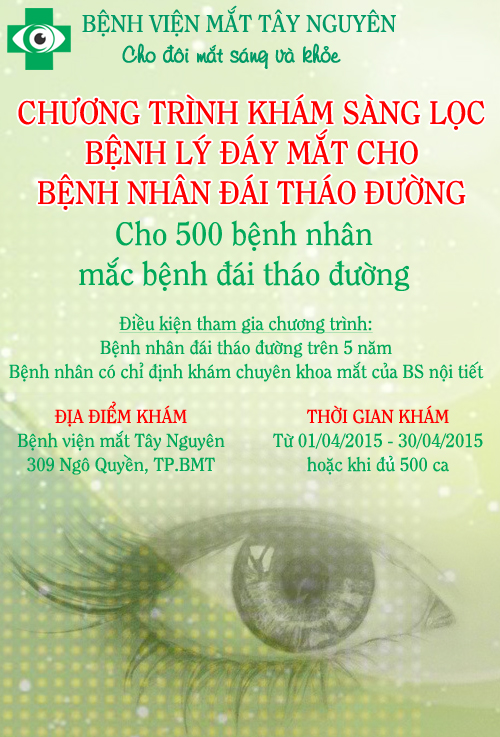 BỆNH VIỆN MẮT TÂY NGUYÊN
Cho đôi mắt sáng và khỏe
CHƯƠNG TRÌNH KHÁM SÀNG LỌC
BỆNH LÝ ĐÁY MẮT CHO
BỆNH NHÂN ĐÁI THÁO ĐƯỜNG
Cho 500 bệnh nhân
mắc bệnh đái tháo đường
Điều kiện tham gia chương trình:
Bệnh nhân đái tháo đường trên 5 năm
Bệnh nhân có chỉ định khám chuyên khoa mắt của BS nội tiết
ĐỊA ĐIỂM KHÁM
Bệnh viện mắt Tây Nguyên
309 Ngô Quyền, TP.BMT
THỜI GIAN KHÁM
Từ 01/04/2015 - 30/04/2015
hoặc khi đủ 500 ca